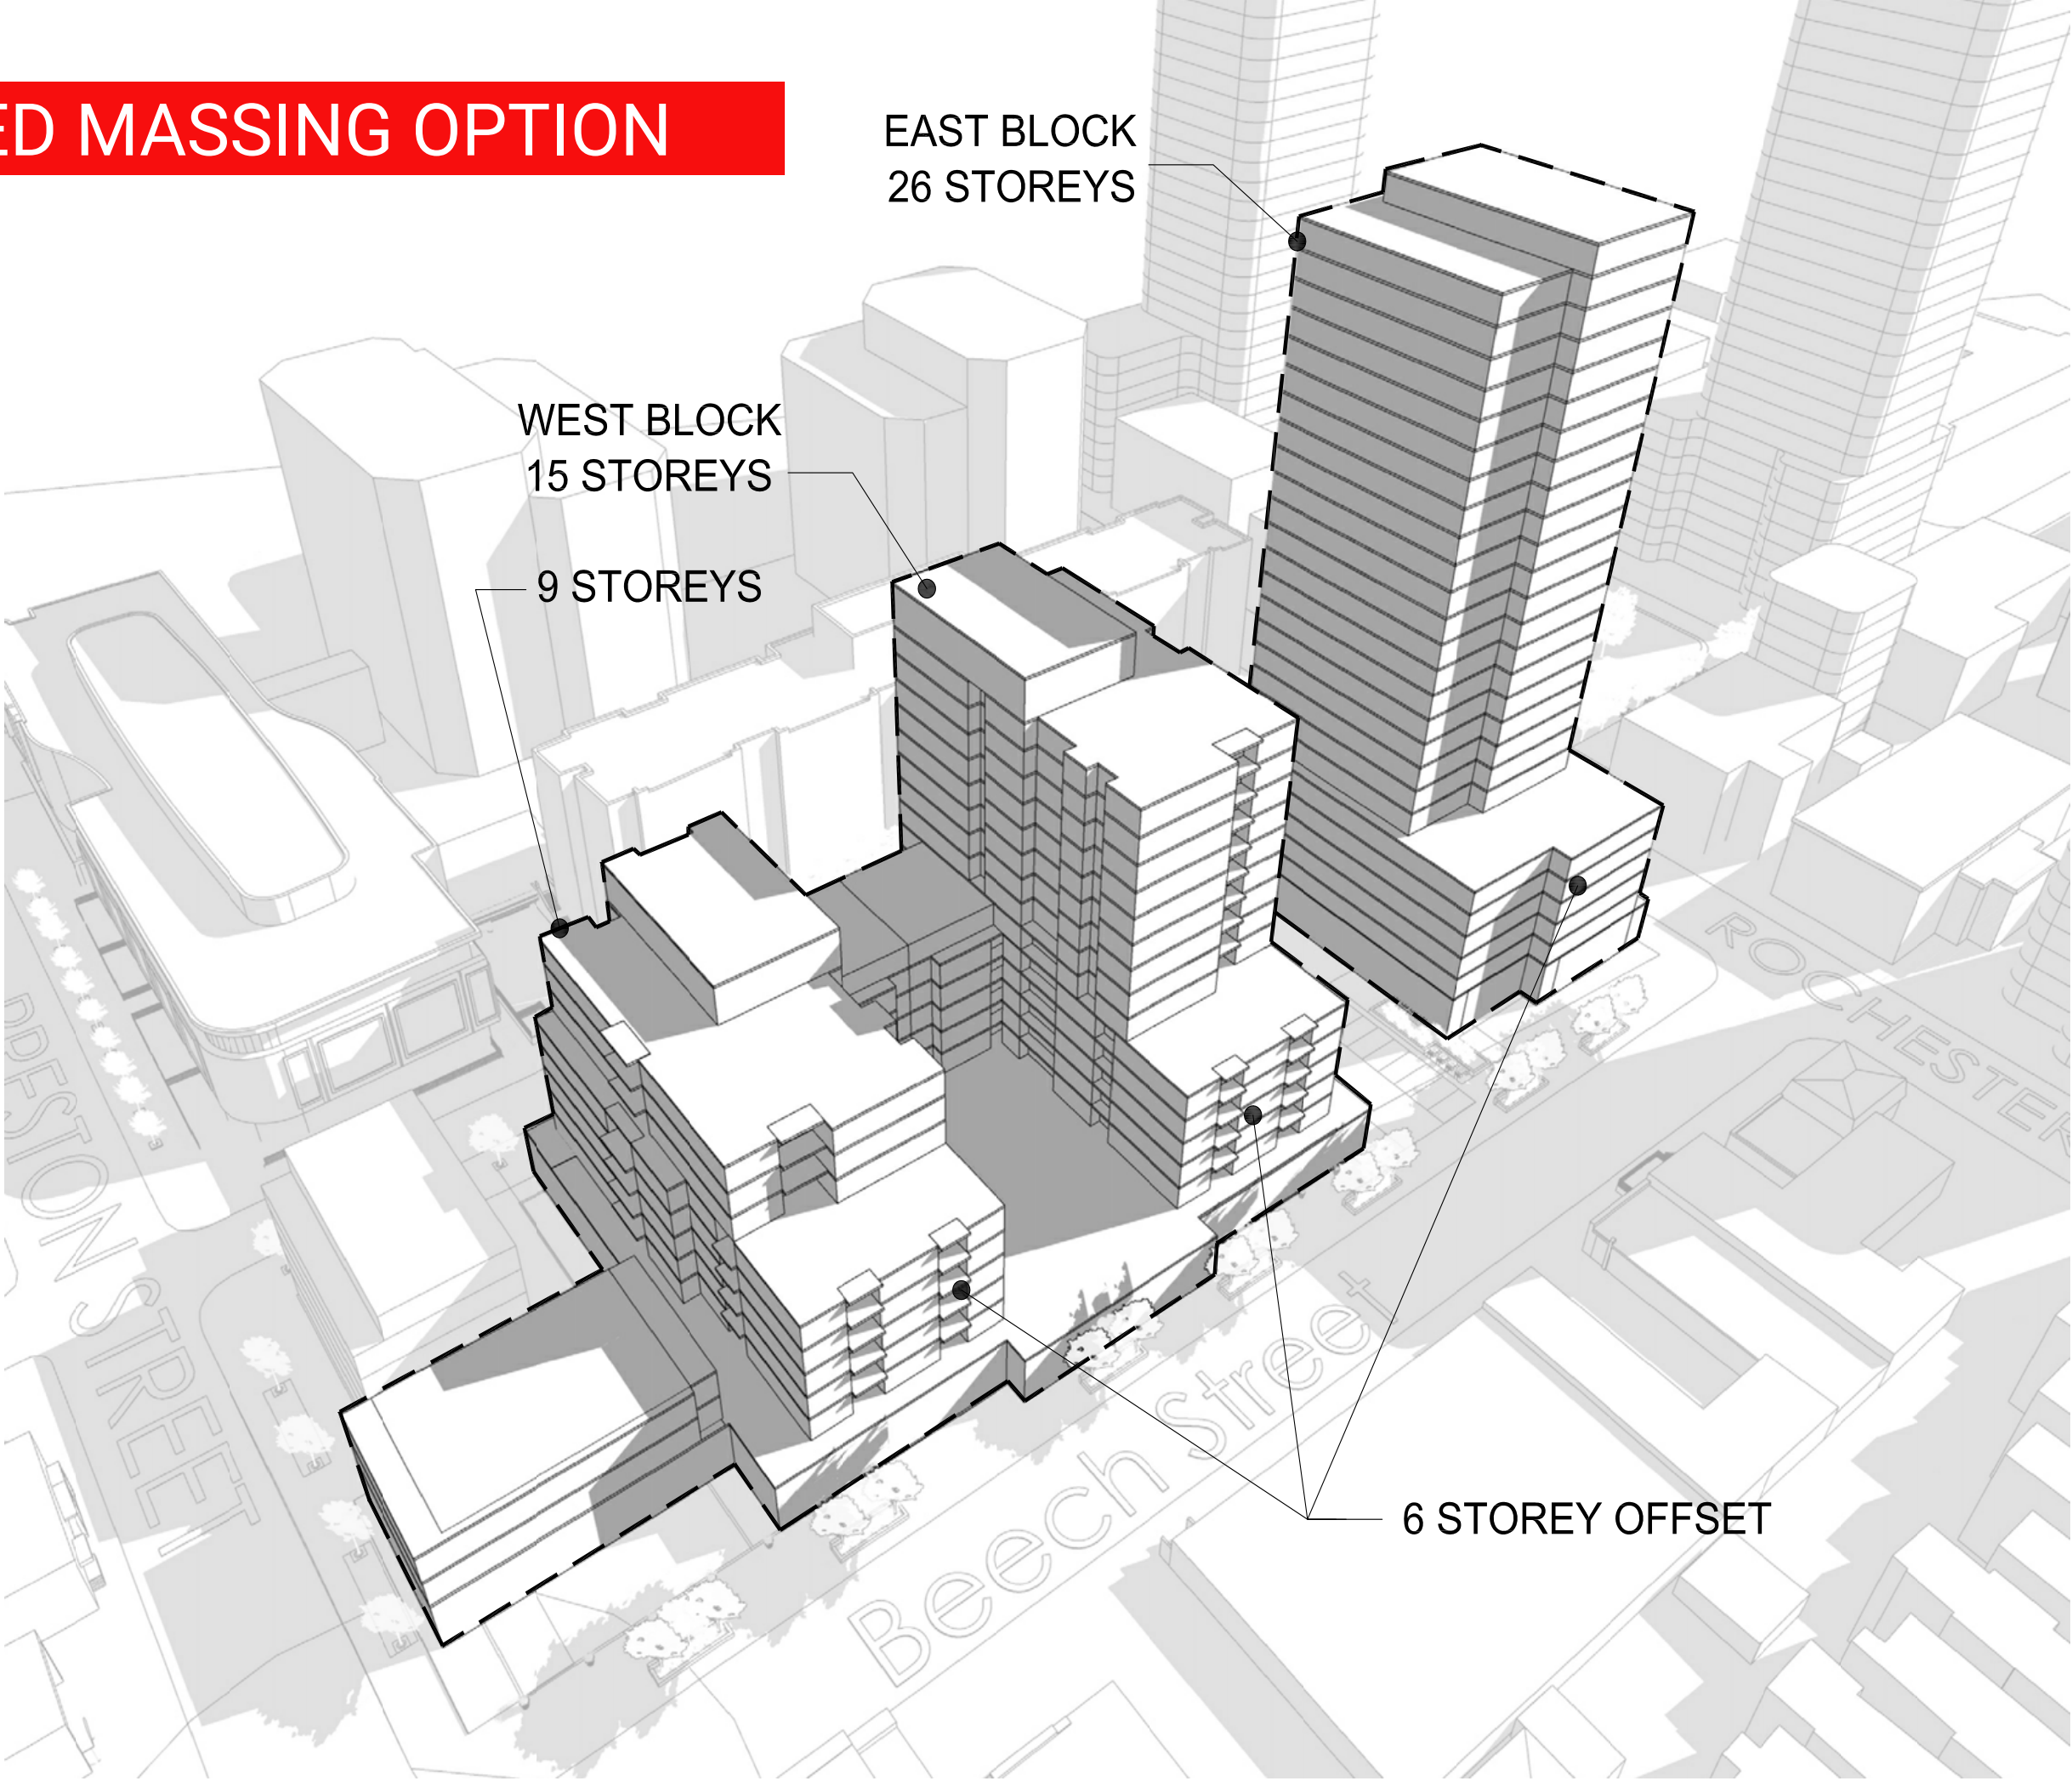 ED MASSING OPTION
EAST BLOCK
26 STOREYS
WEST BLOCK
15 STOREYS
9 STOREYS
ROCHESTER
PRESTION STREET
Beech Street
6 STOREY OFFSET